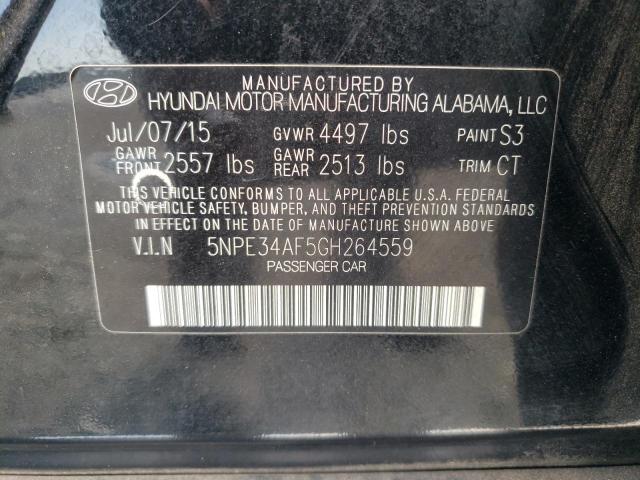 MANUFACTURED BY
HYUNDAI MOTOR MANUFACTURING ALABAMA, LLC
Jul/07/15 GVWR 4497 lbs PAINT S3
GAWR FRONT 2557 lbs GAWR REAR 2513 lbs TRIM CT
THIS VEHICLE CONFORMS TO ALL APPLICABLE U.S.A. FEDERAL
MOTOR VEHICLE SAFETY, BUMPER, AND THEFT PREVENTION STANDARDS
IN EFFECT ON THE DATE OF MANUFACTURE SHOWN ABOVE.
V.I.N 5NPE34AF5GH264559
PASSENGER CAR